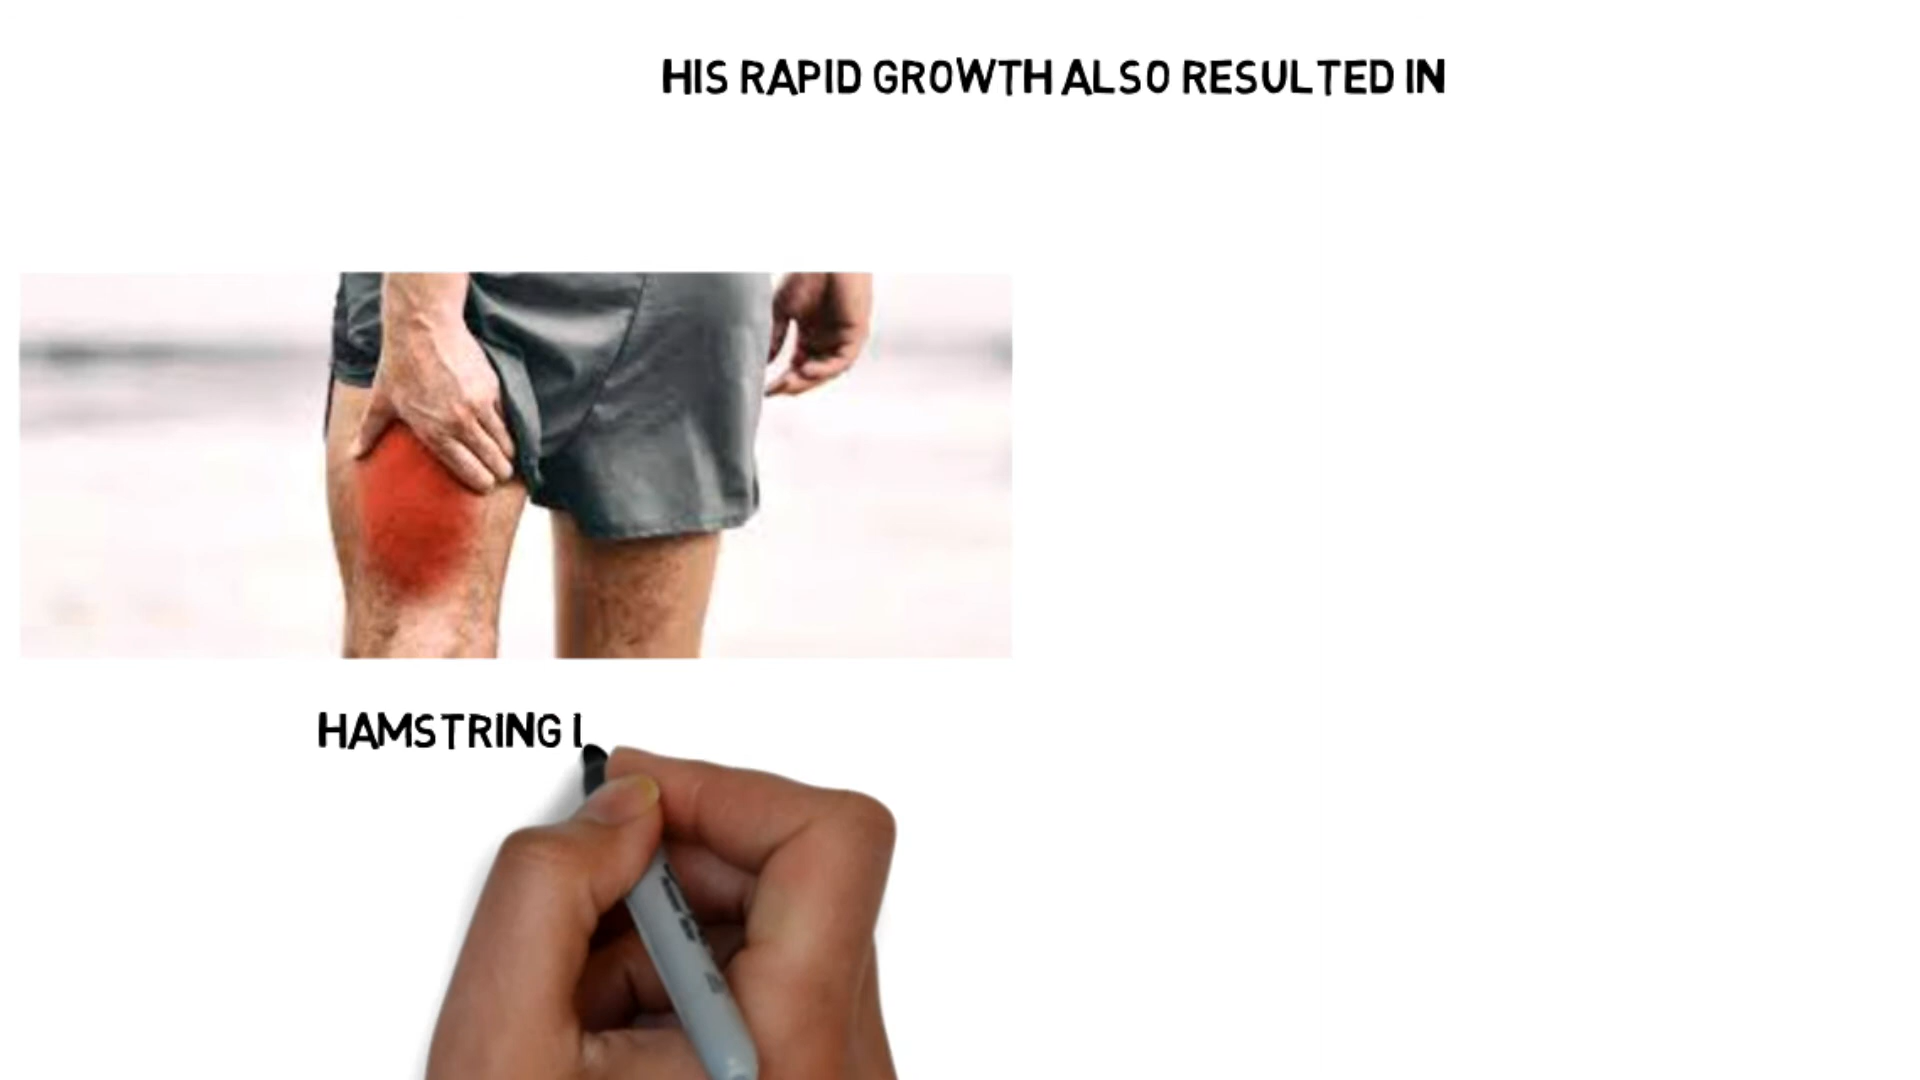 HIS RAPID GROWTH ALSO RESULTED IN
HAMSTRING I